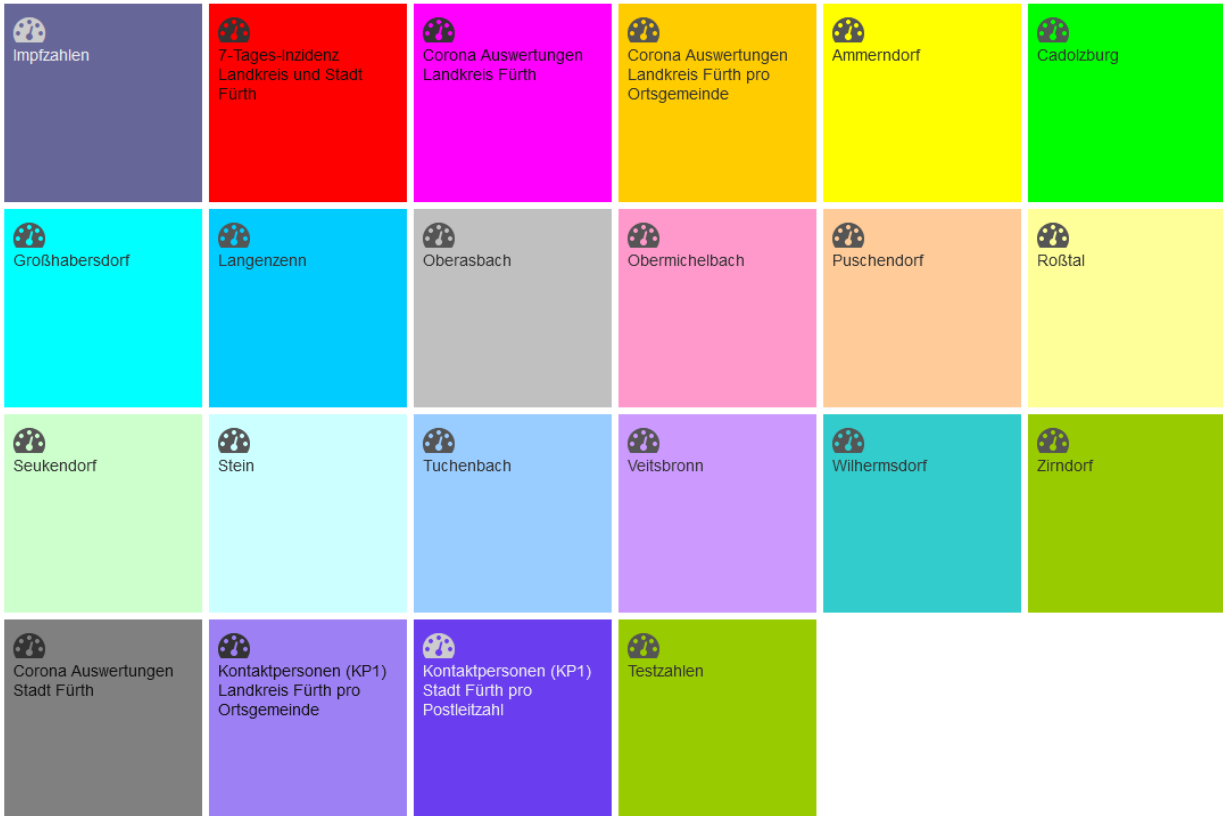 Impfzahlen
7-Tages-Inzidenz
Landkreis und Stadt
Fürth
Corona Auswertungen
Landkreis Fürth
Corona Auswertungen
Landkreis Fürth pro
Ortsgemeinde
Ammerndorf
Cadolzburg
Großhabersdorf
Langenzenn
Oberasbach
Obermichelbach
Puschendorf
Roßtal
Seukendorf
Stein
Tuchenbach
Veitsbronn
Wilhermsdorf
Zirndorf
Corona Auswertungen
Stadt Fürth
Kontaktpersonen (KP1)
Landkreis Fürth pro
Ortsgemeinde
Kontaktpersonen (KP1)
Stadt Fürth pro
Postleitzahl
Testzahlen